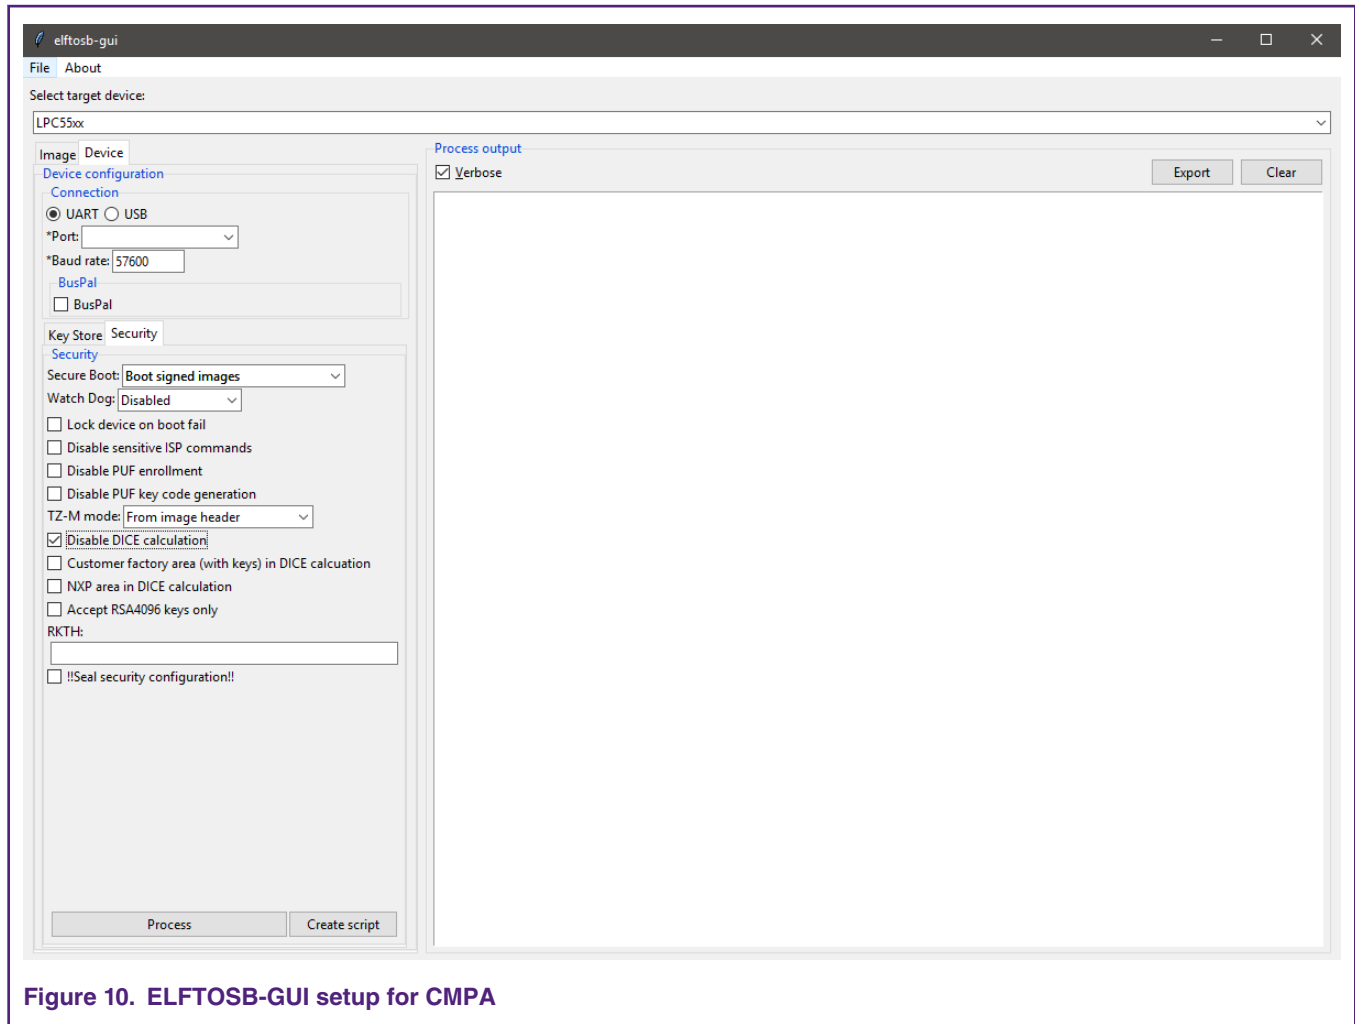 elftosb-gui
File About
Select target device:
LPC55xx
Image Device
Device configuration
Connection
UART USB
*Port:
*Baud rate: 57600
BusPal
BusPal
Key Store Security
Security
Secure Boot: Boot signed images
Watch Dog: Disabled
Lock device on boot fail
Disable sensitive ISP commands
Disable PUF enrollment
Disable PUF key code generation
TZ-M mode: From image header
Disable DICE calculation
Customer factory area (with keys) in DICE calcuation
NXP area in DICE calculation
Accept RSA4096 keys only
RKTH:
!!Seal security configuration!!
Process Create script
Process output
Verbose
Export Clear
Figure 10. ELFTOSB-GUI setup for CMPA